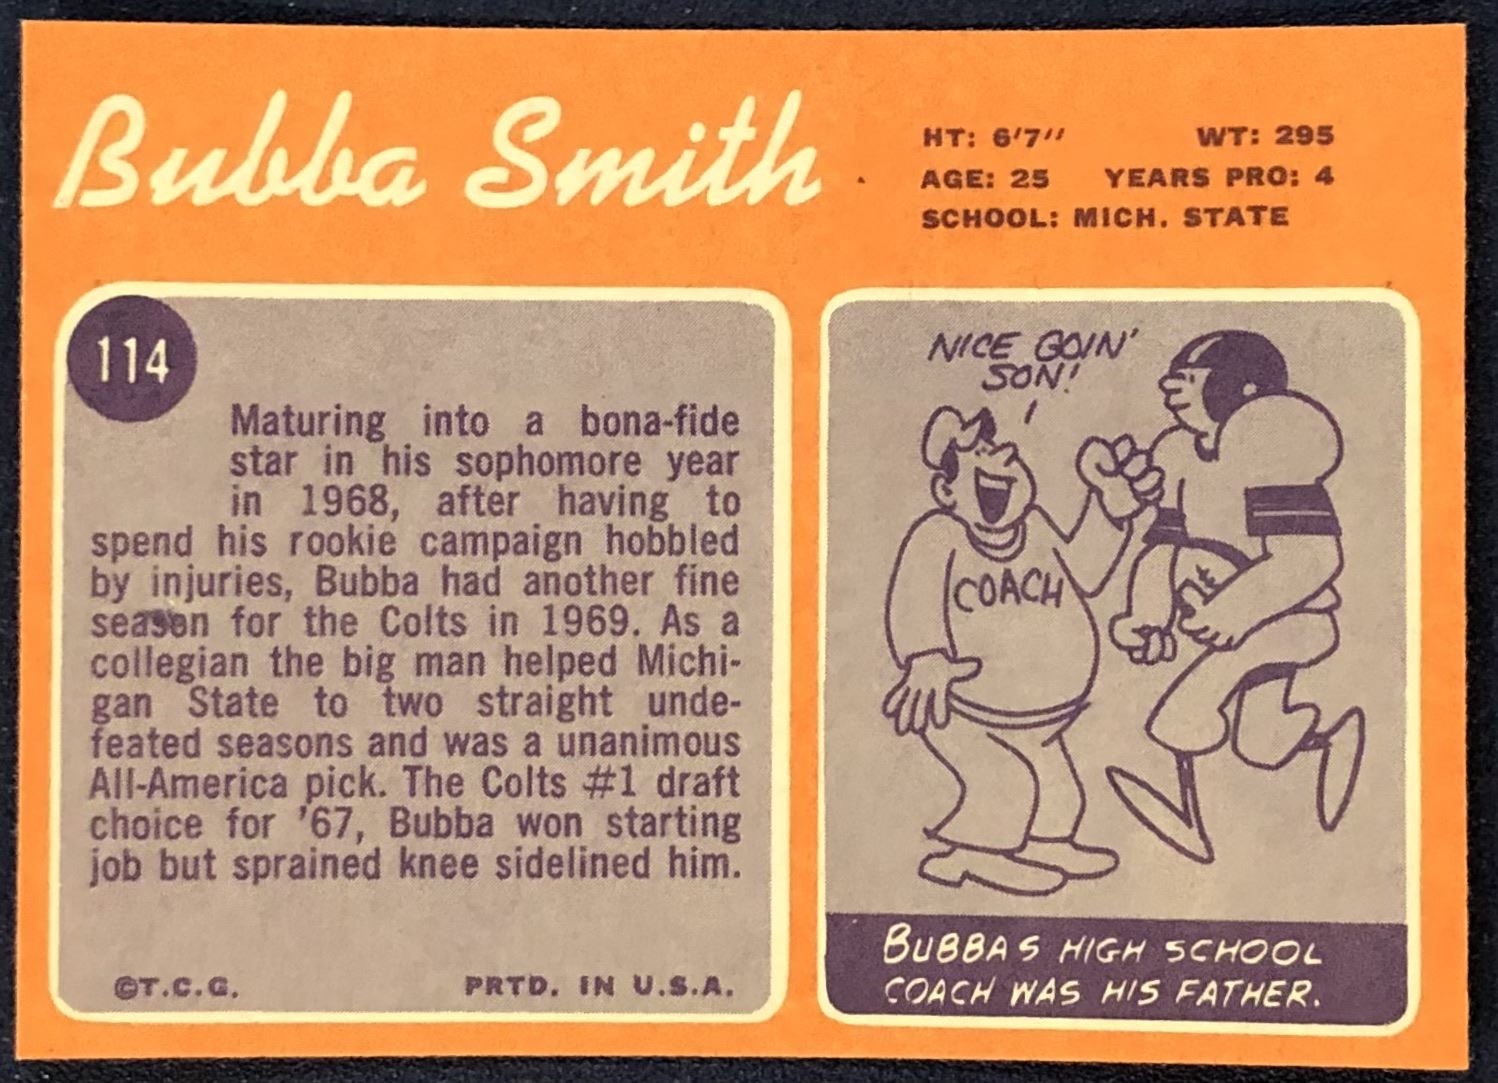 Bubba Smith
HT: 6'7'' WT: 295
AGE: 25 YEARS PRO: 4
SCHOOL: MICH. STATE
114
Maturing into a bona-fide
star in his sophomore year
in 1968, after having to
spend his rookie campaign hobbled
by injuries, Bubba had another fine
season for the Colts in 1969. As a
collegian the big man helped Michi-
gan State to two straight unde-
feated seasons and was a unanimous
All-America pick. The Colts #1 draft
choice for '67, Bubba won starting
job but sprained knee sidelined him.
©T.C.G. PRTD. IN U.S.A.
NICE GOIN'
SON!
COACH
BUBBAS HIGH SCHOOL
COACH WAS HIS FATHER.